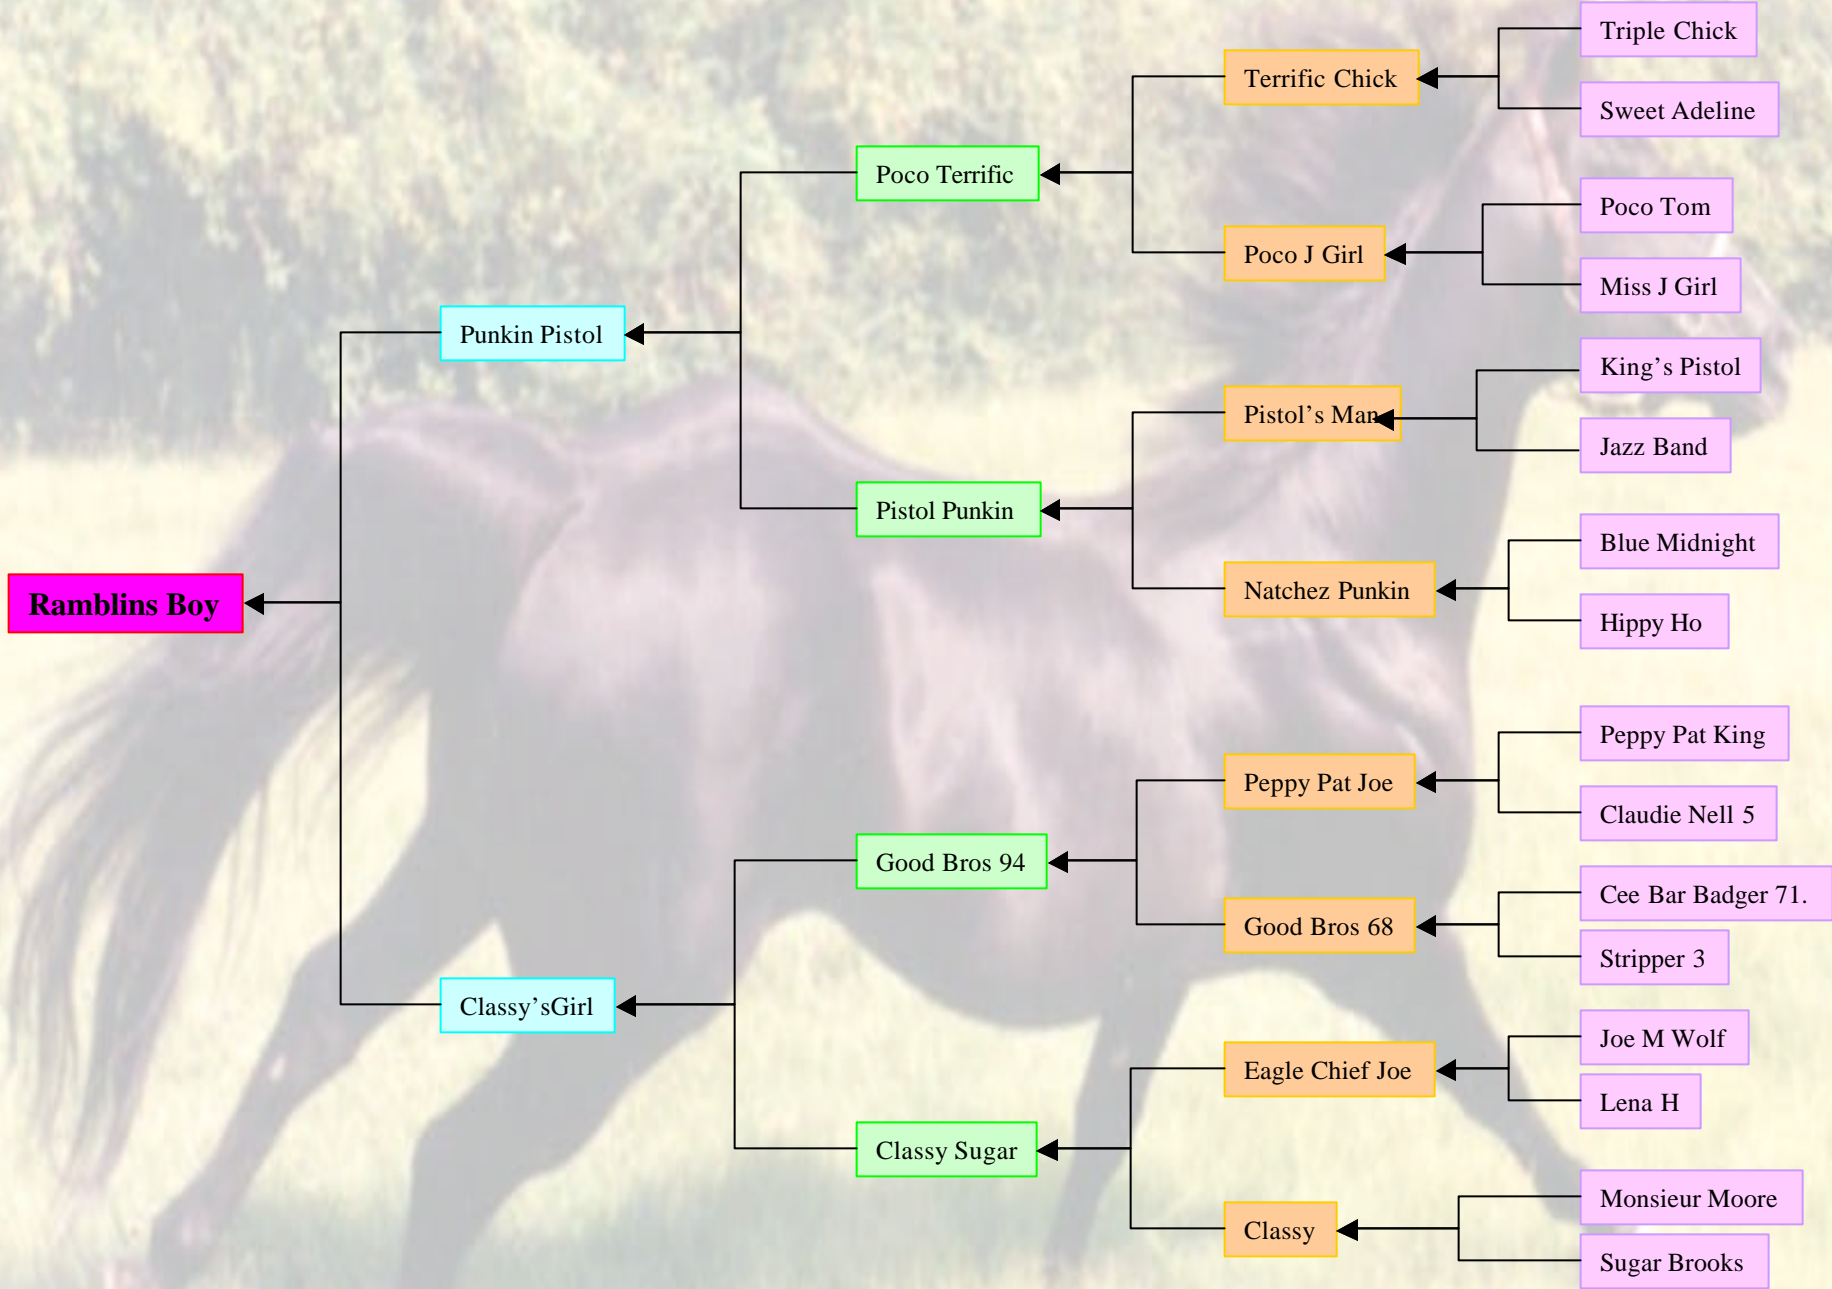 Triple Chick
Terrific Chick
Sweet Adeline
Poco Terrific
Poco Tom
Poco J Girl
Miss J Girl
Punkin Pistol
King’s Pistol
Pistol’s Man
Jazz Band
Pistol Punkin
Blue Midnight
Natchez Punkin
Hippy Ho
Ramblins Boy
Peppy Pat King
Peppy Pat Joe
Claudie Nell 5
Good Bros 94
Cee Bar Badger 71.
Good Bros 68
Stripper 3
Classy’sGirl
Joe M Wolf
Eagle Chief Joe
Lena H
Classy Sugar
Monsieur Moore
Classy
Sugar Brooks